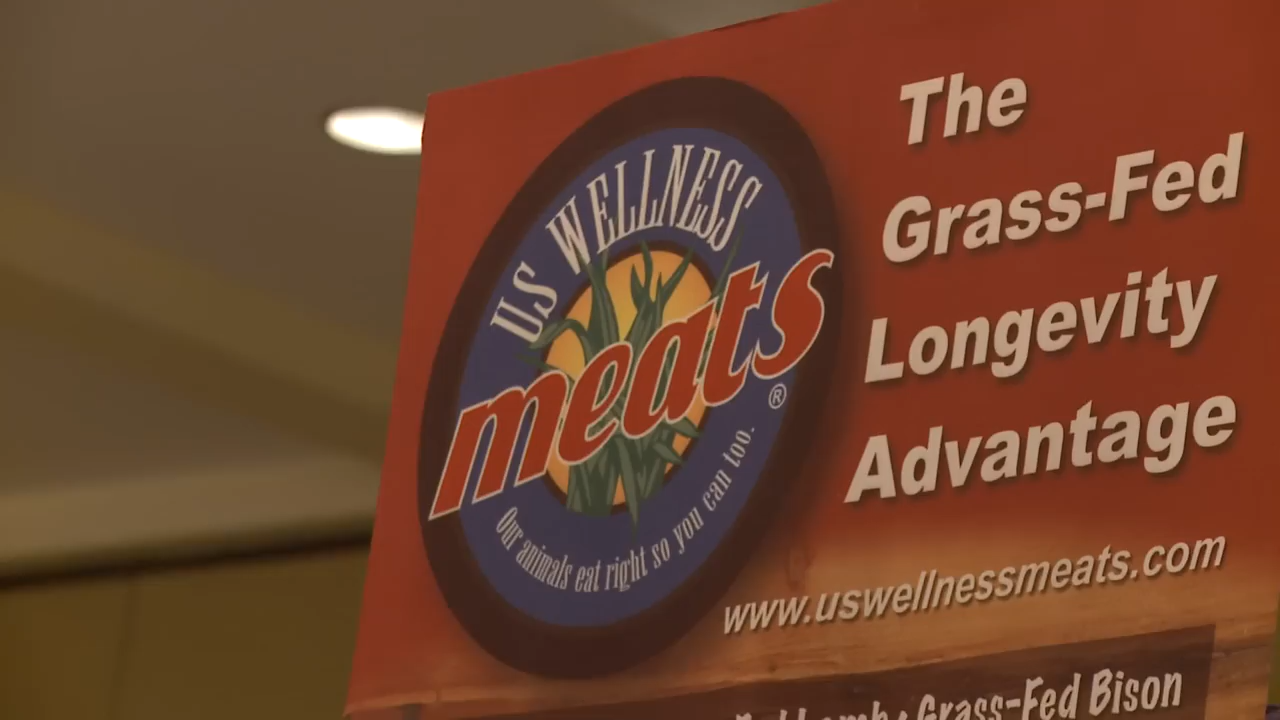 US WELLNESS
meats
®
Our animals eat right so you can too.
The
Grass-Fed
Longevity
Advantage
www.uswellnessmeats.com
Lamb • Grass-Fed Bison